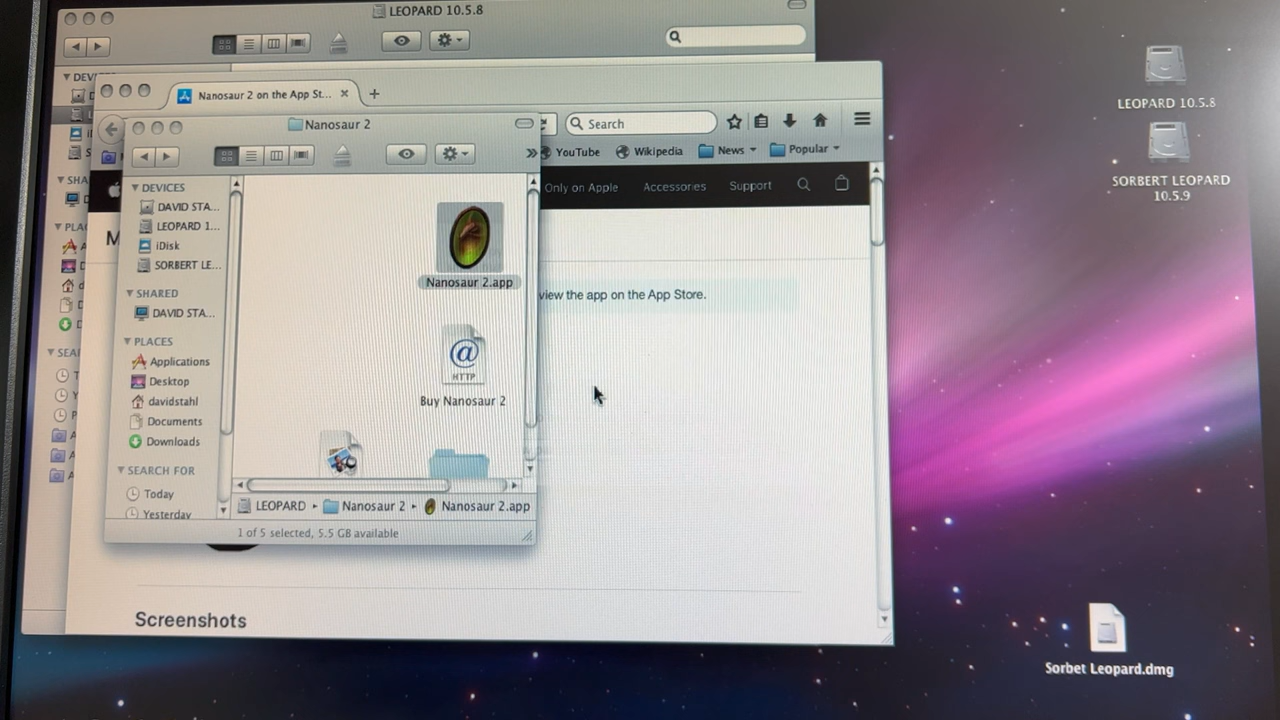 LEOPARD 10.5.8
Nanosaur 2 on the App St...
Search
YouTube
Wikipedia
News
Popular
Only on Apple
Accessories
Support
view the app on the App Store.
Screenshots
Nanosaur 2
DEVICES
DAVID STA...
LEOPARD 1...
iDisk
SORBERT LE...
SHARED
DAVID STA...
PLACES
Applications
Desktop
davidstahl
Documents
Downloads
SEARCH FOR
Today
Yesterday
Nanosaur 2.app
@
HTTP
Buy Nanosaur 2
LEOPARD
Nanosaur 2
Nanosaur 2.app
1 of 5 selected, 5.5 GB available
LEOPARD 10.5.8
SORBERT LEOPARD
10.5.9
Sorbet Leopard.dmg